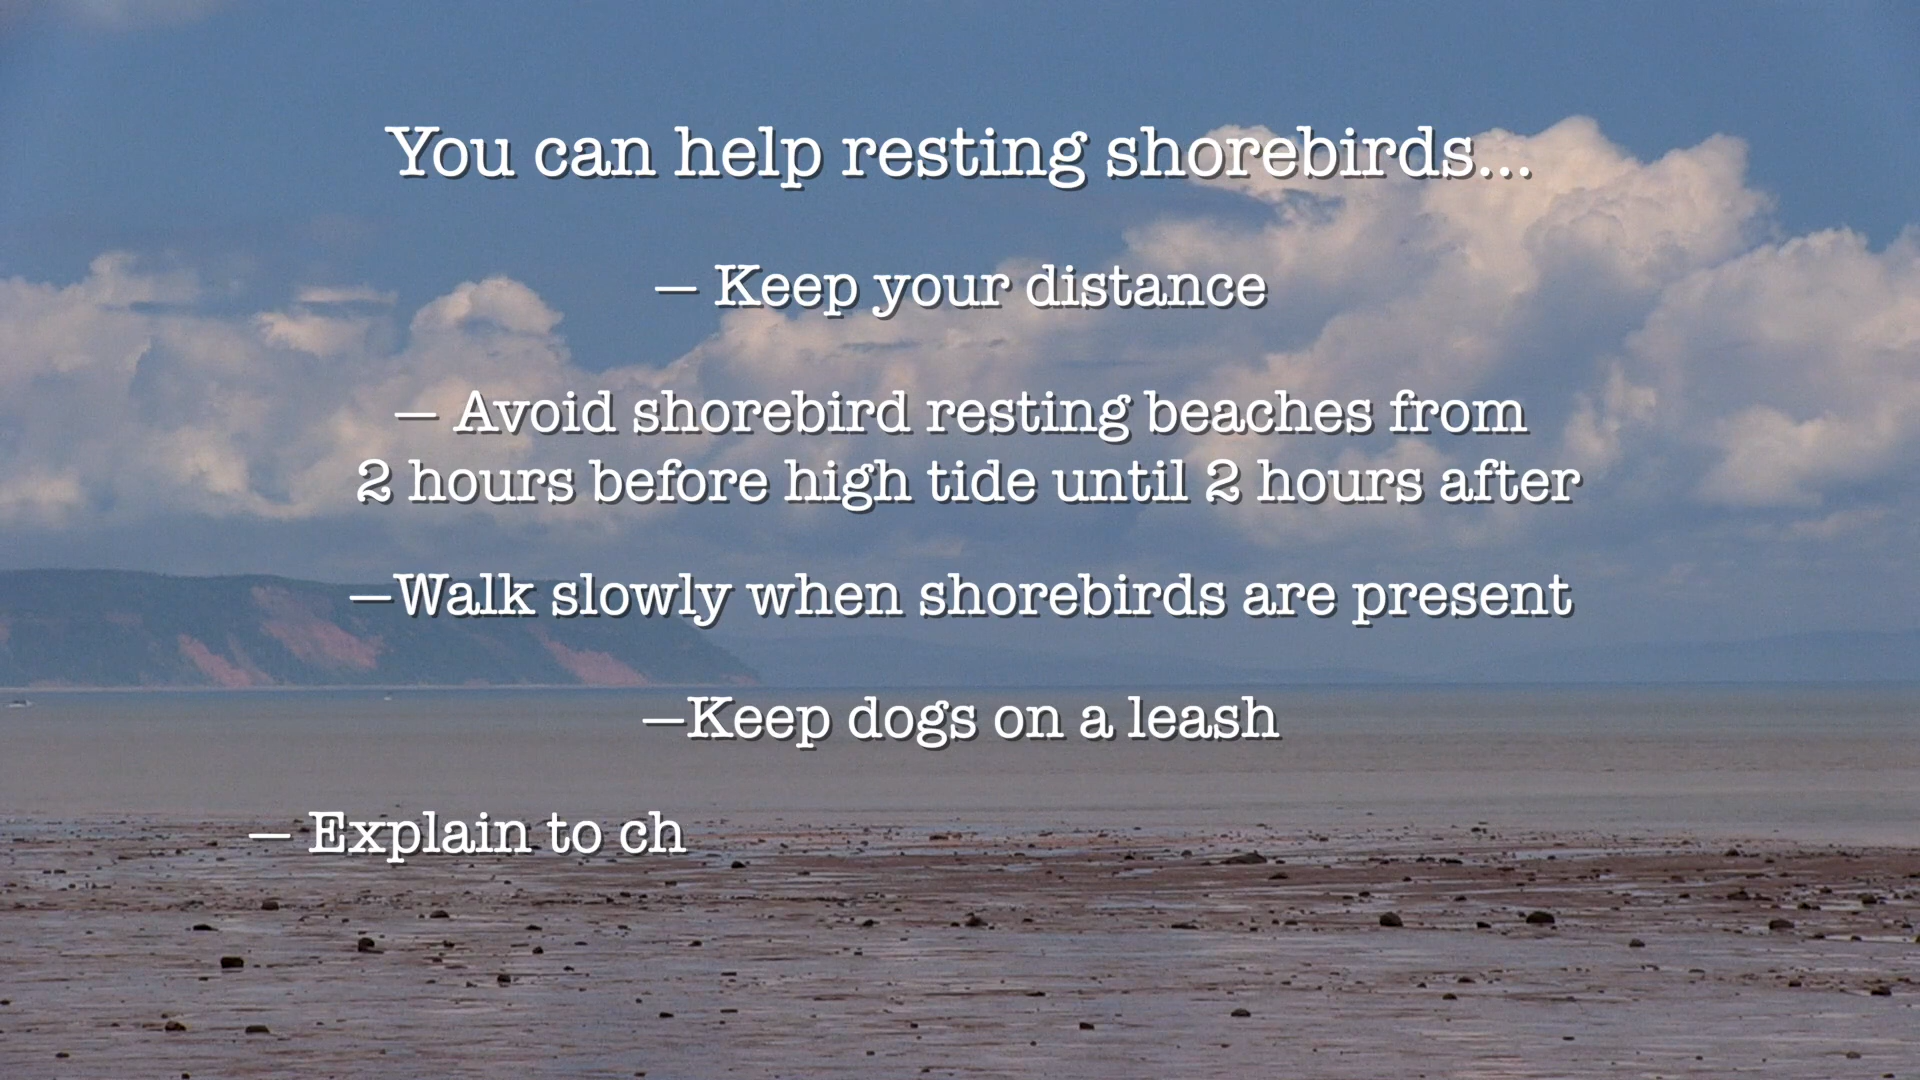 You can help resting shorebirds...
– Keep your distance
– Avoid shorebird resting beaches from
2 hours before high tide until 2 hours after
–Walk slowly when shorebirds are present
–Keep dogs on a leash
– Explain to ch